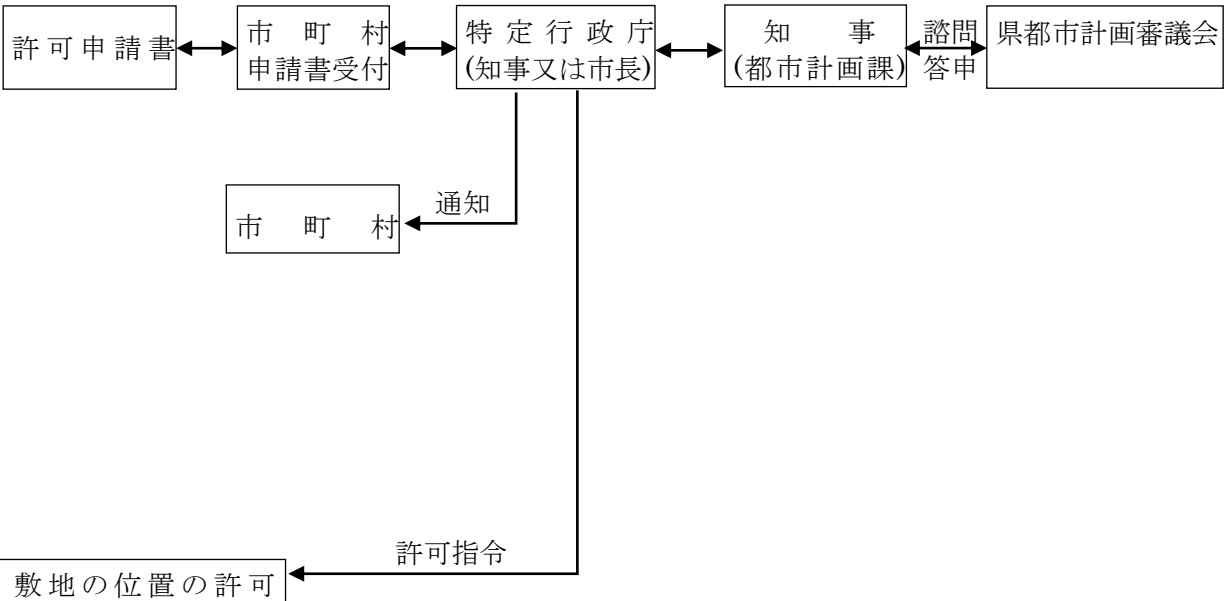 許可申請書
市町村
申請書受付
特定行政庁
(知事又は市長)
知事
(都市計画課)
諮問
答申
県都市計画審議会
通知
市町村
許可指令
敷地の位置の許可